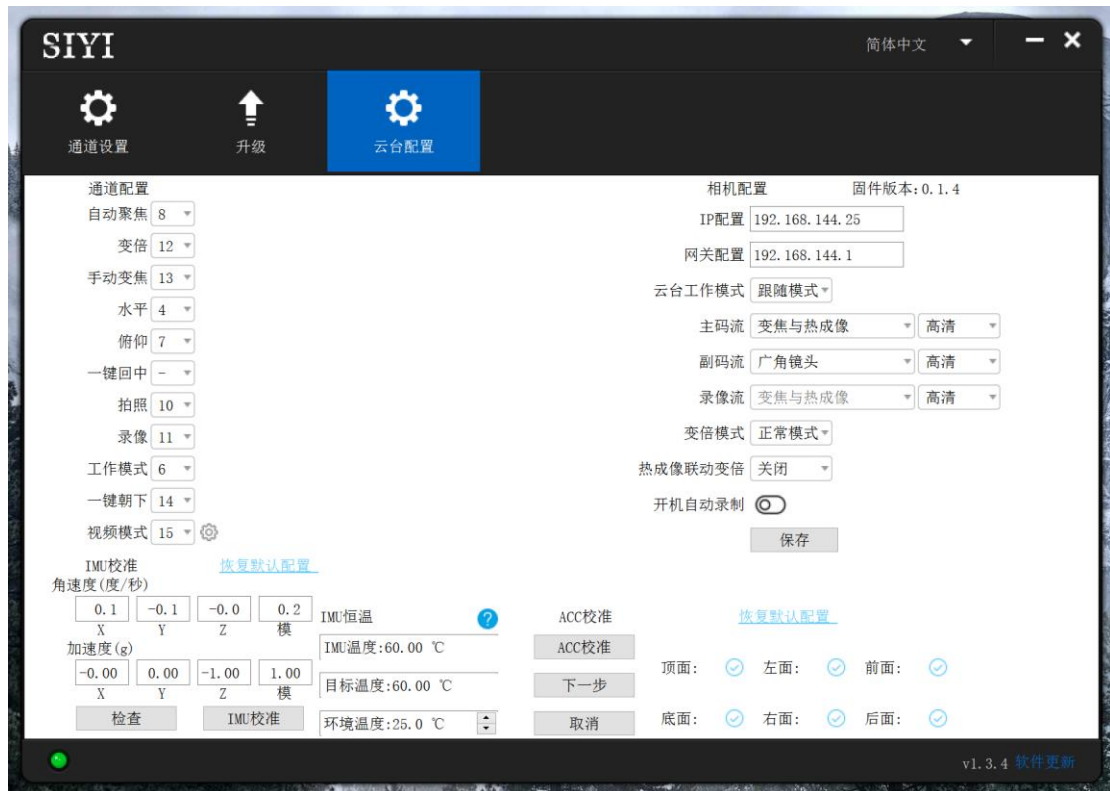 SIYI
简体中文
通道设置 升级 云台配置
通道配置
自动聚焦 8
变倍 12
手动变焦 13
水平 4
俯仰 7
一键回中 -
拍照 10
录像 11
工作模式 6
一键朝下 14
视频模式 15
相机配置 固件版本:0.1.4
IP配置 192.168.144.25
网关配置 192.168.144.1
云台工作模式 跟随模式
主码流 变焦与热成像 高清
副码流 广角镜头 高清
录像流 变焦与热成像 高清
变倍模式 正常模式
热成像联动变倍 关闭
开机自动录制
保存
IMU校准 恢复默认配置
角速度(度/秒)
0.1 -0.1 -0.0 0.2
X Y Z 模
加速度(g)
-0.00 0.00 -1.00 1.00
X Y Z 模
检查 IMU校准
IMU恒温 ?
IMU温度:60.00 ℃
目标温度:60.00 ℃
环境温度:25.0 ℃
ACC校准 恢复默认配置
ACC校准
下一步
取消
顶面: 左面: 前面:
底面: 右面: 后面:
v1.3.4 软件更新